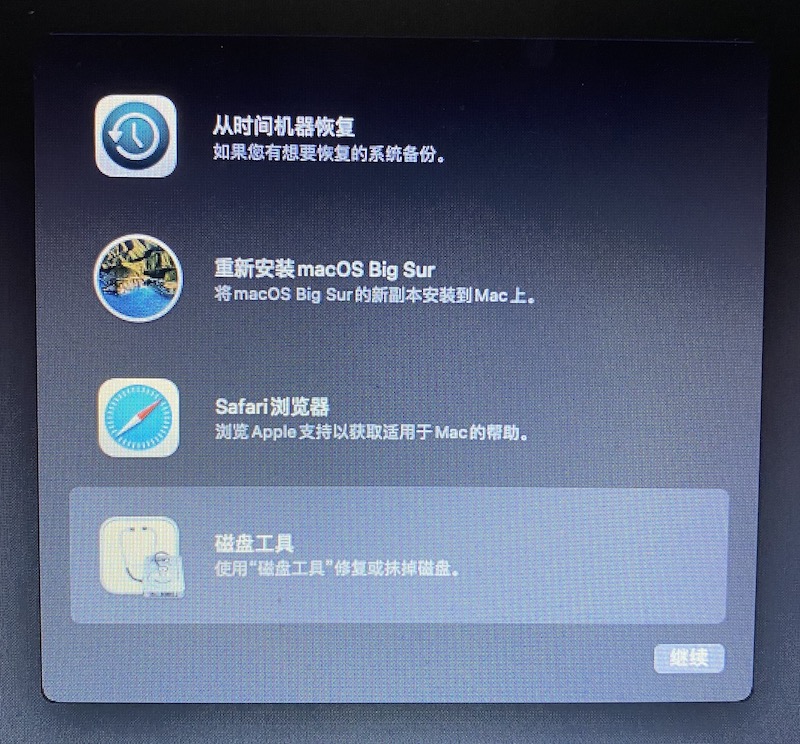 从时间机器恢复
如果您有想要恢复的系统备份。
重新安装macOS Big Sur
将macOS Big Sur的新副本安装到Mac上。
Safari浏览器
浏览Apple支持以获取适用于Mac的帮助。
磁盘工具
使用“磁盘工具”修复或抹掉磁盘。
继续